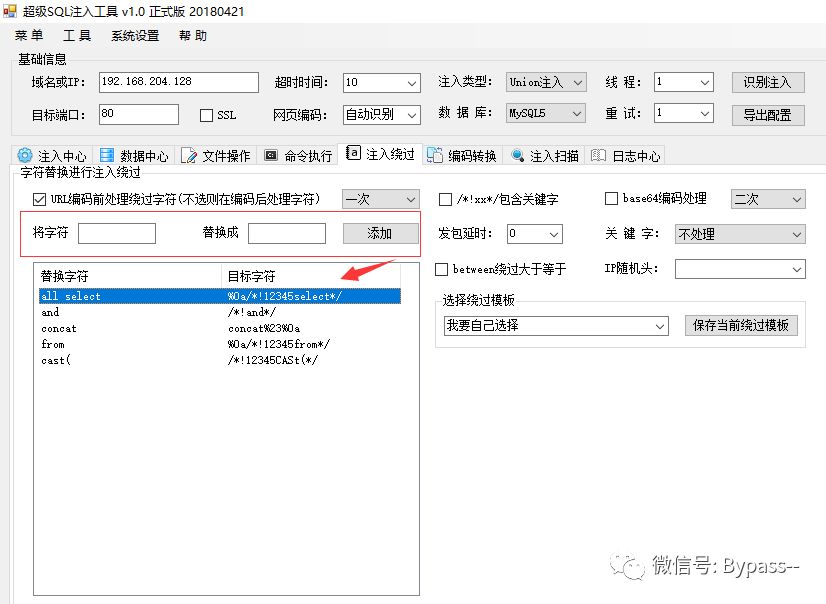 超级SQL注入工具 v1.0 正式版 20180421
菜 单 工 具 系统设置 帮 助
基础信息
域名或IP: 192.168.204.128 超时时间: 10 注入类型: Union注入 线 程: 1 识别注入
目标端口: 80 SSL 网页编码: 自动识别 数 据 库: MySQL5 重 试: 1 导出配置
注入中心 数据中心 文件操作 命令执行 注入绕过 编码转换 注入扫描 日志中心
字符替换进行注入绕过
URL编码前处理绕过字符(不选则在编码后处理字符) 一次 /*!xx*/包含关键字 base64编码处理 二次
将字符 替换成 添加 发包延时: 0 关 键 字: 不处理
between绕过大于等于 IP随机头:
替换字符 目标字符
all select %0a/*!12345select*/
and /*!and*/
concat concat%23%0a
from %0a/*!12345from*/
cast( /*!12345CASt(*/
选择绕过模板
我要自己选择 保存当前绕过模板
微信号: Bypass--